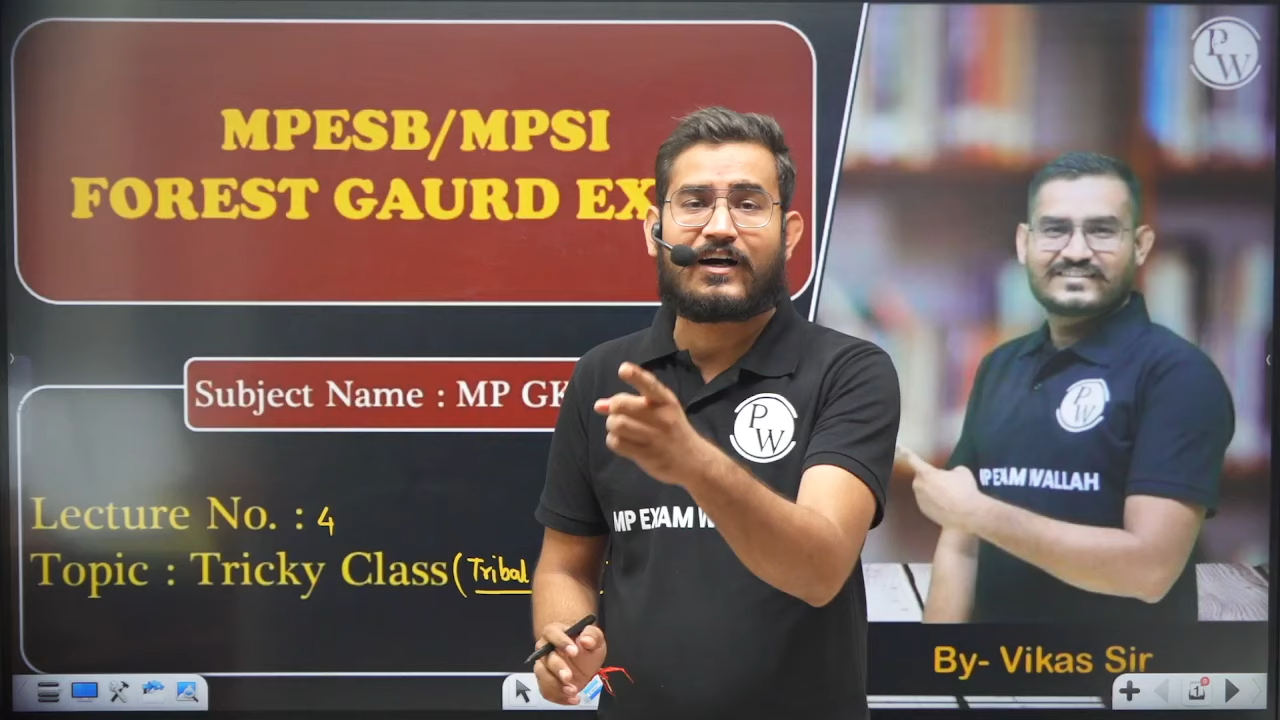 MPESB/MPSI
FOREST GAURD EX
Subject Name : MP GK
Lecture No. : 4
Topic : Tricky Class (Tribal
PW
PW
MP EXAM W
PW
MP EXAM WALLAH
By- Vikas Sir
1